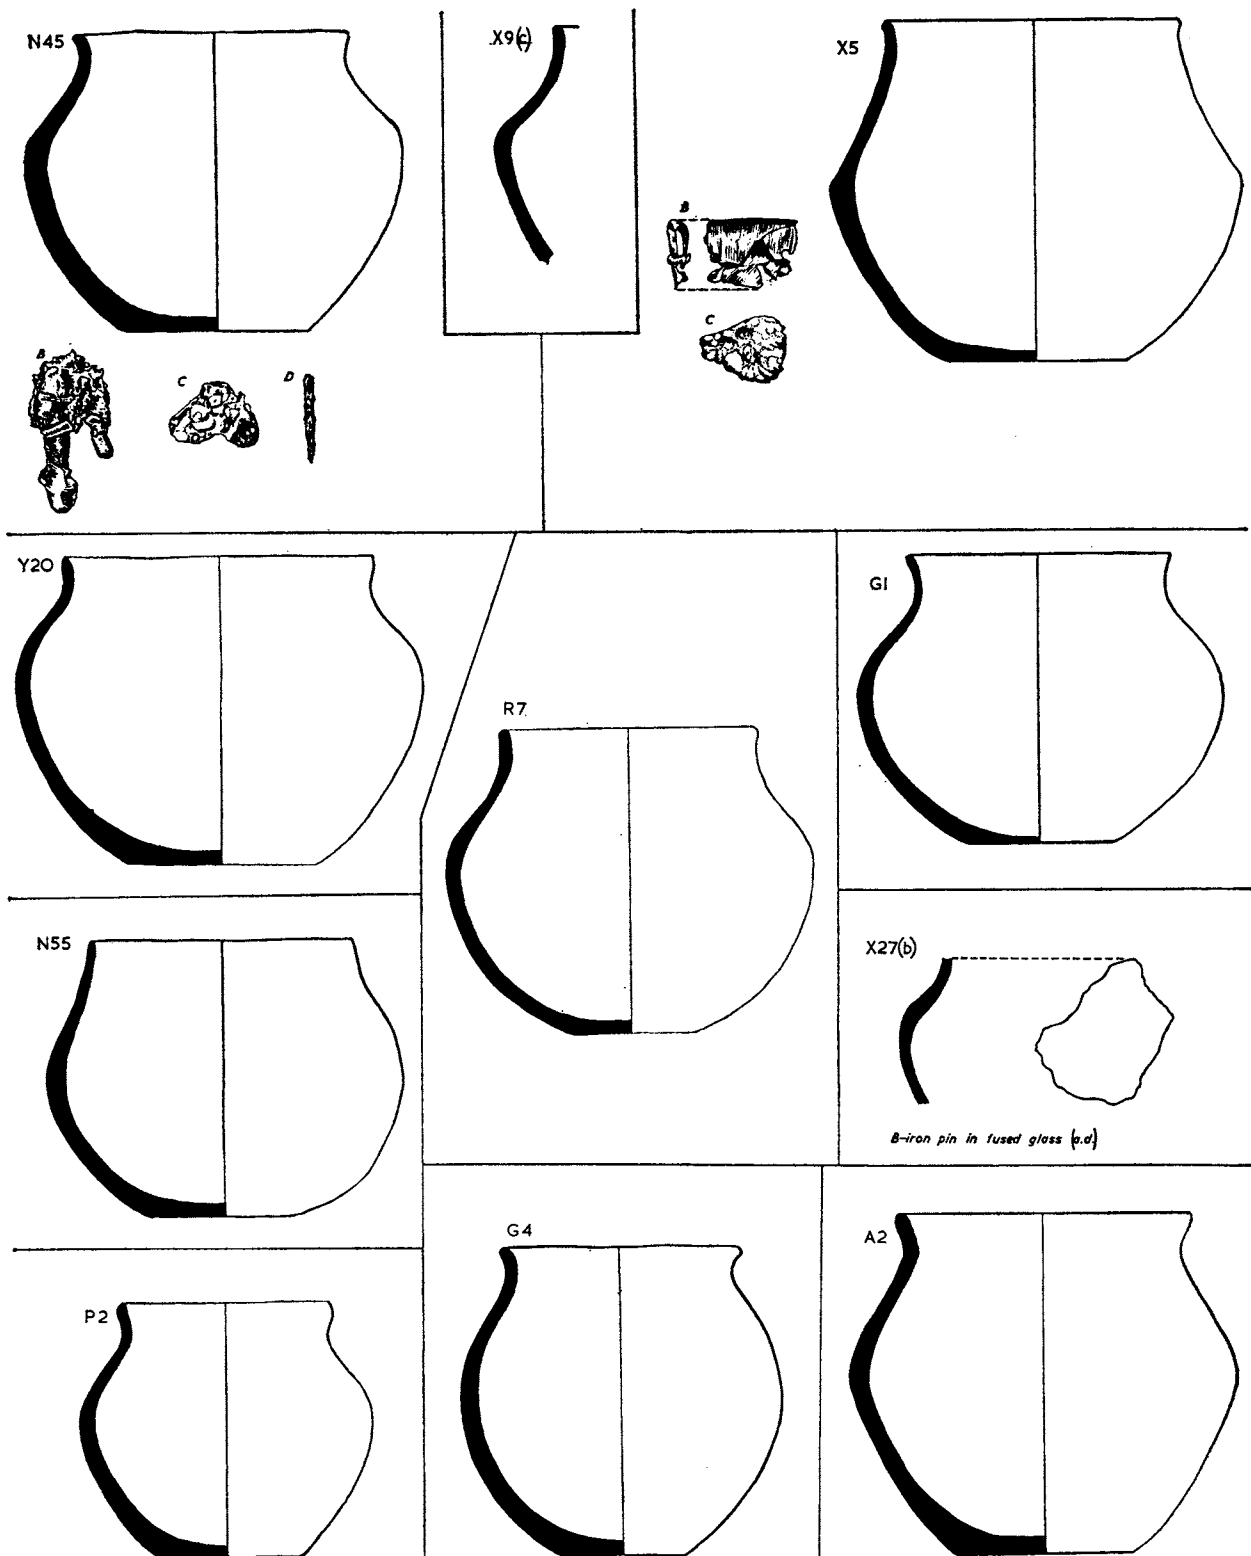 N45
X9(c)
X5
B
C
B
C
D
Y20
G1
R7
N55
X27(b)
B-iron pin in fused glass (a.d.)
G4
A2
P2